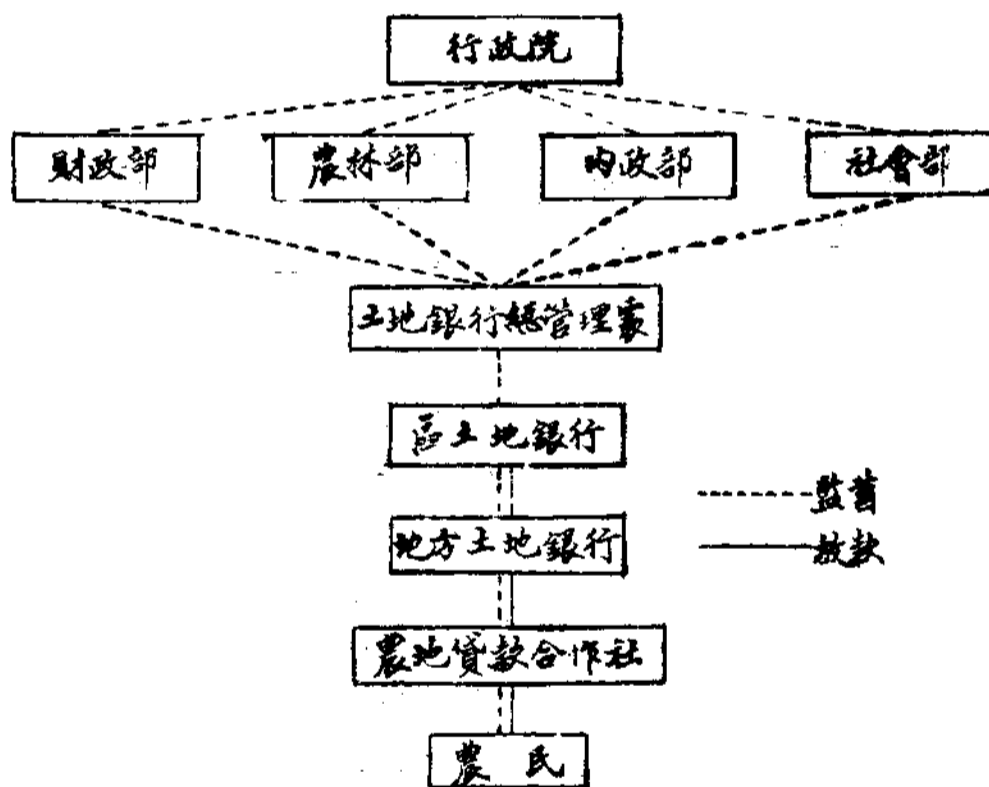 行政院
財政部 農林部 內政部 社會部
土地銀行總管理處
區土地銀行
地方土地銀行
監督
放款
農地貸款合作社
農民